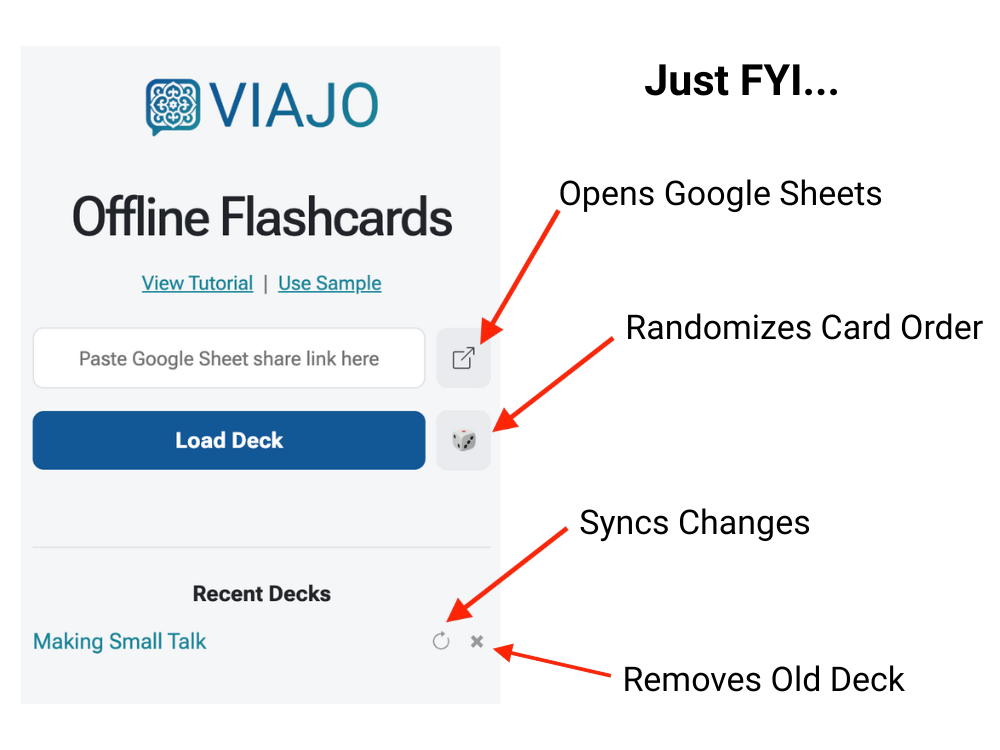 VIAJO
Just FYI...
Offline Flashcards
Opens Google Sheets
View Tutorial | Use Sample
Paste Google Sheet share link here
Randomizes Card Order
Load Deck
Syncs Changes
Recent Decks
Making Small Talk
Removes Old Deck